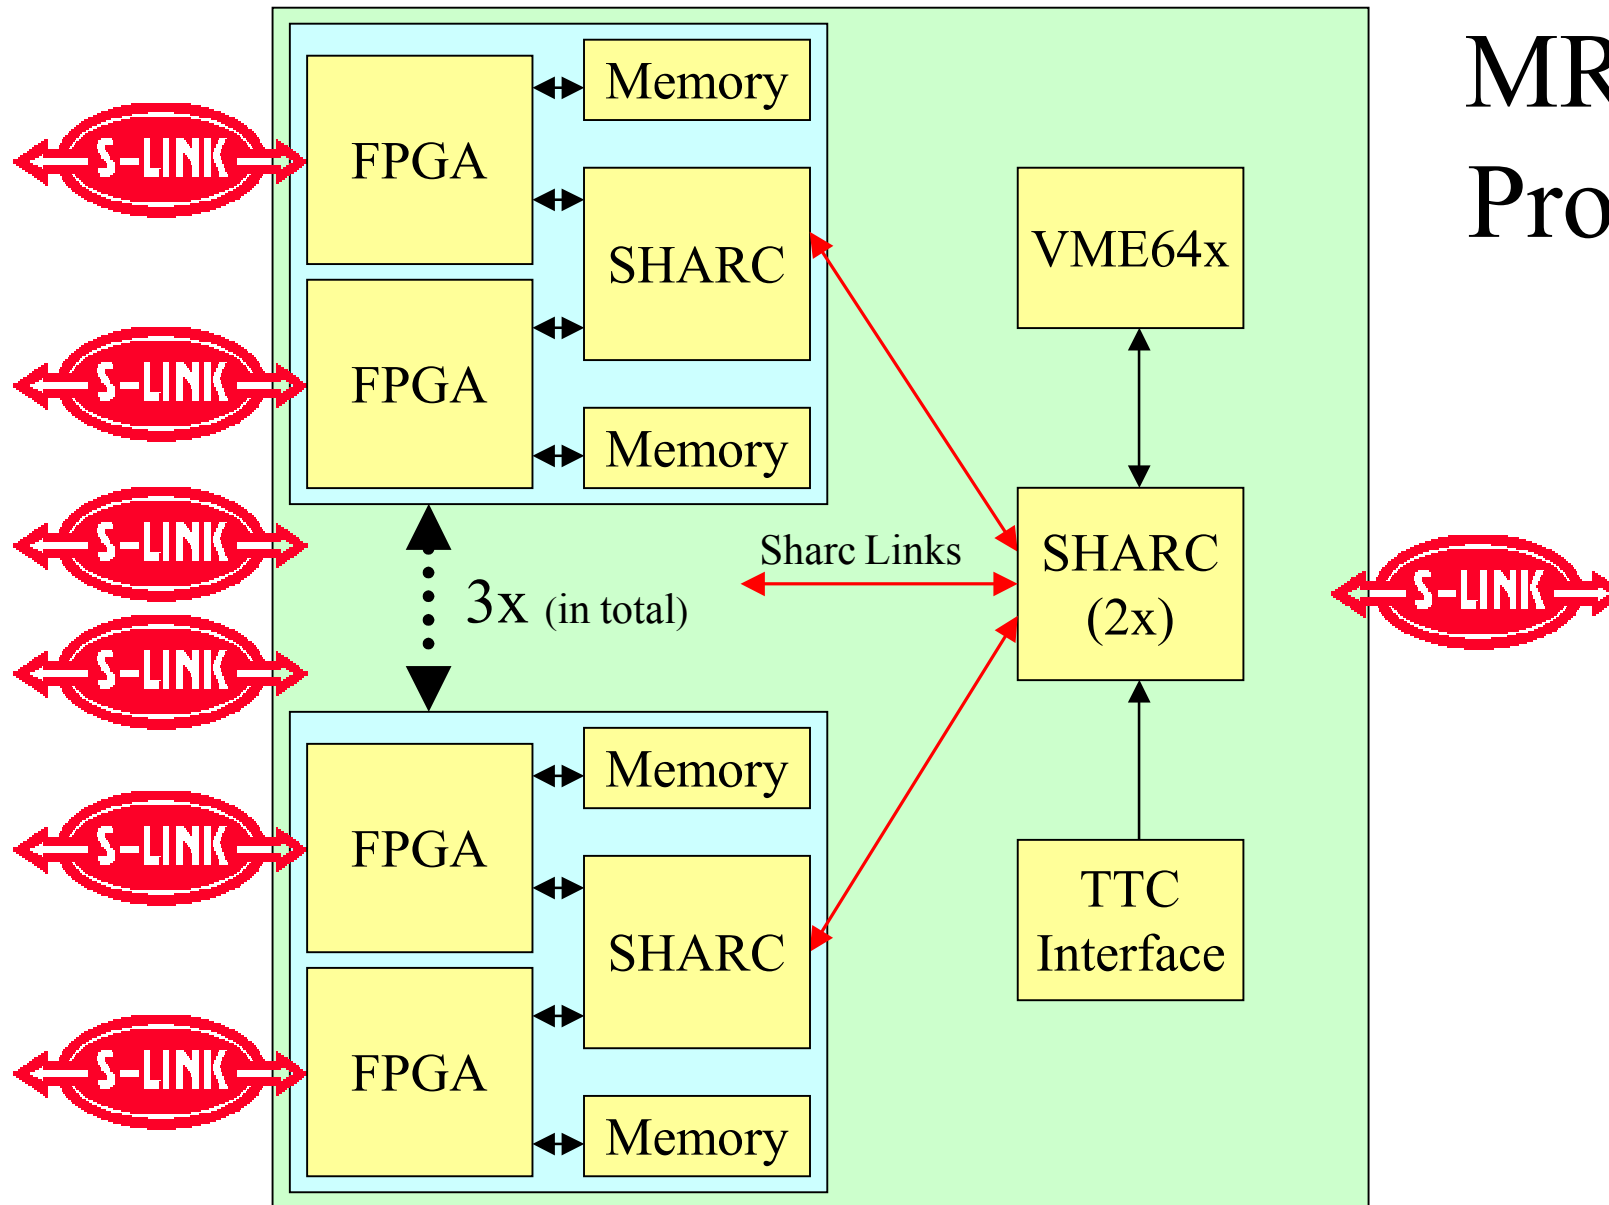 MR
Pro
S-LINK
FPGA
Memory
SHARC
S-LINK
FPGA
Memory
VME64x
S-LINK
3x (in total)
Sharc Links
SHARC
(2x)
S-LINK
S-LINK
S-LINK
FPGA
Memory
SHARC
S-LINK
FPGA
Memory
TTC
Interface